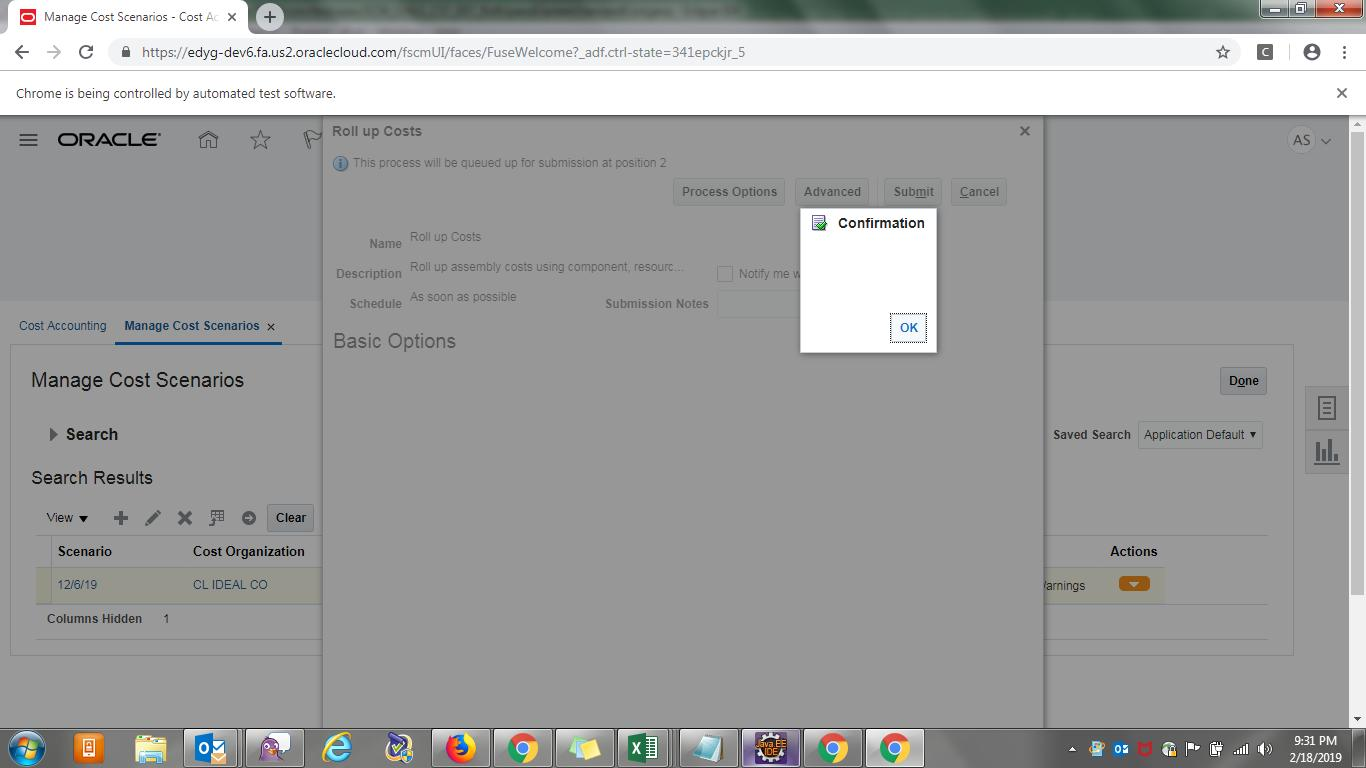 Manage Cost Scenarios - Cost Ac
https://edyg-dev6.fa.us2.oraclecloud.com/fscmUI/faces/FuseWelcome?_adf.ctrl-state=341epckjr_5
Chrome is being controlled by automated test software.
ORACLE
AS
Roll up Costs
This process will be queued up for submission at position 2
Process Options
Advanced
Submit
Cancel
Confirmation
OK
Name Roll up Costs
Description Roll up assembly costs using component, resourc...
Notify me w
Schedule As soon as possible
Submission Notes
Basic Options
Cost Accounting
Manage Cost Scenarios
Manage Cost Scenarios
Done
Search
Saved Search Application Default
Search Results
View
Clear
Scenario Cost Organization Actions
12/6/19 CL IDEAL CO
Columns Hidden 1
Java EE
IDE
9:31 PM
2/18/2019